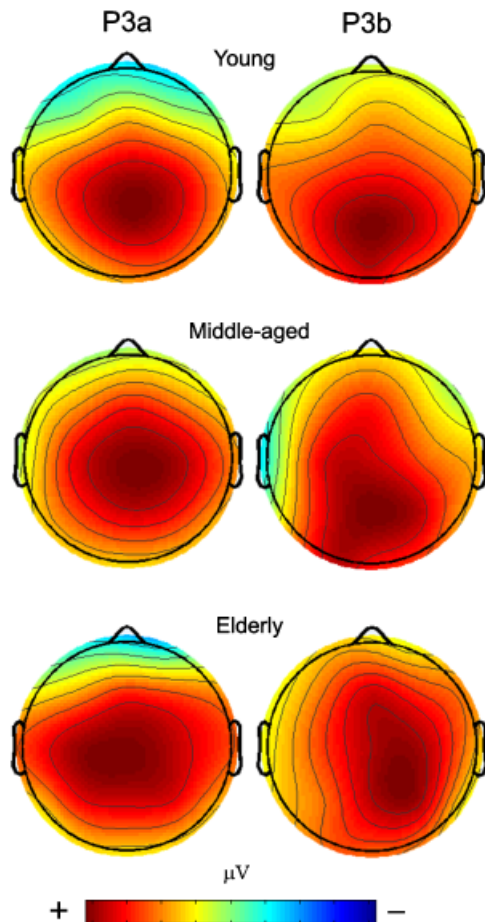 P3a P3b
Young
Middle-aged
Elderly
μV
+ −